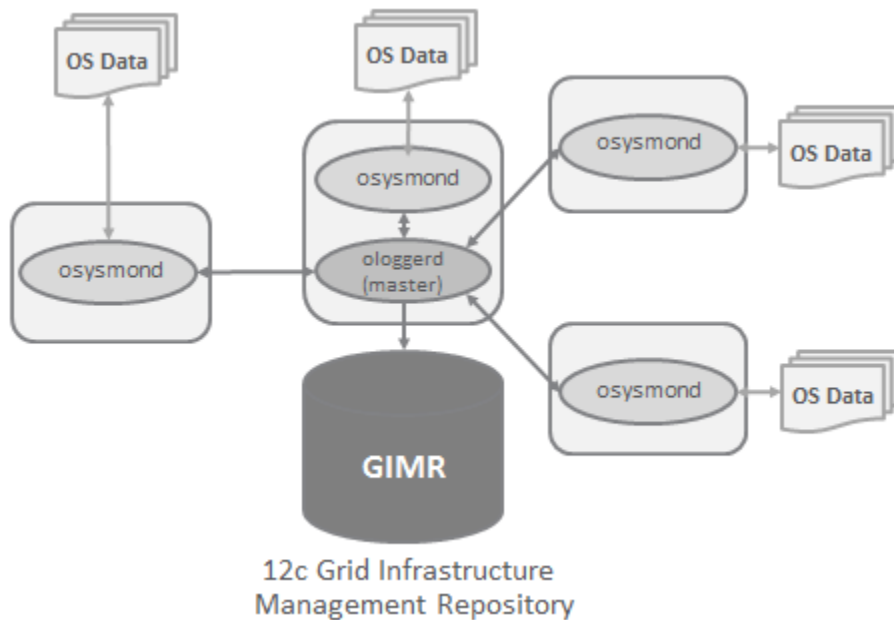 OS Data
OS Data
osysmond
OS Data
osysmond
osysmond
ologgerd
(master)
osysmond
OS Data
GIMR
12c Grid Infrastructure
Management Repository